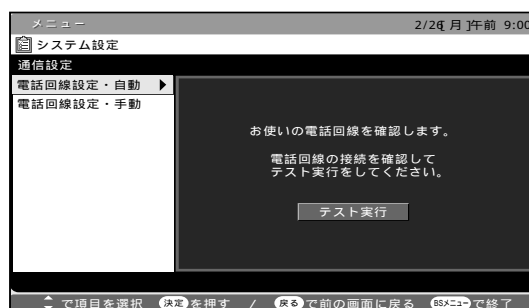 メニュー 2/26[月]午前 9:00
システム設定
通信設定
電話回線設定・自動
電話回線設定・手動
お使いの電話回線を確認します。
電話回線の接続を確認して
テスト実行をしてください。
テスト実行
で項目を選択 決定を押す / 戻るで前の画面に戻る BSメニューで終了